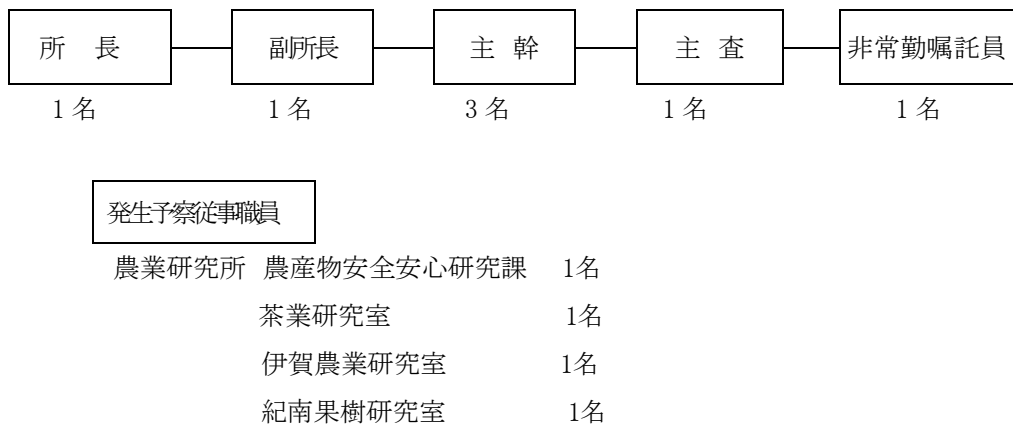 所　長　副所長　主　幹　主　査　非常勤嘱託員
1名　1名　3名　1名　1名
発生予察従事職員
農業研究所　農産物安全安心研究課　1名
茶業研究室　1名
伊賀農業研究室　1名
紀南果樹研究室　1名